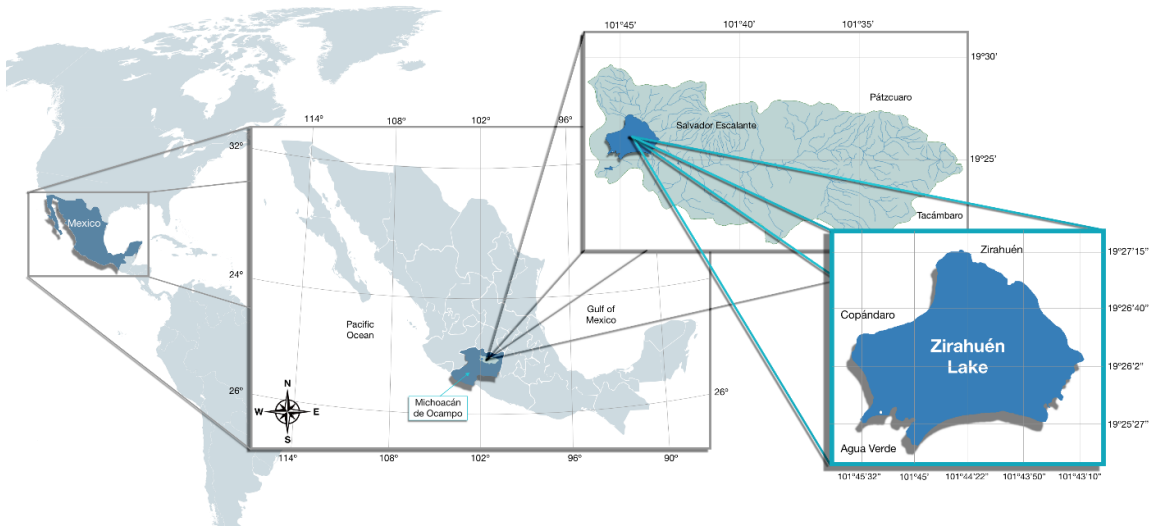 Mexico
114°
108°
102°
96°
32°
24°
26°
26°
114°
108°
102°
96°
90°
Pacific
Ocean
Gulf of
Mexico
Michoacán
de Ocampo
N
W
E
S
101°45'
101°40'
101°35'
19°30'
19°25'
Pátzcuaro
Salvador Escalante
Tacámbaro
Zirahuén
Copándaro
Zirahuén
Lake
Agua Verde
19°27'15"
19°26'40"
19°26'2"
19°25'27"
101°45'32"
101°45'
101°44'22"
101°43'50"
101°43'10"